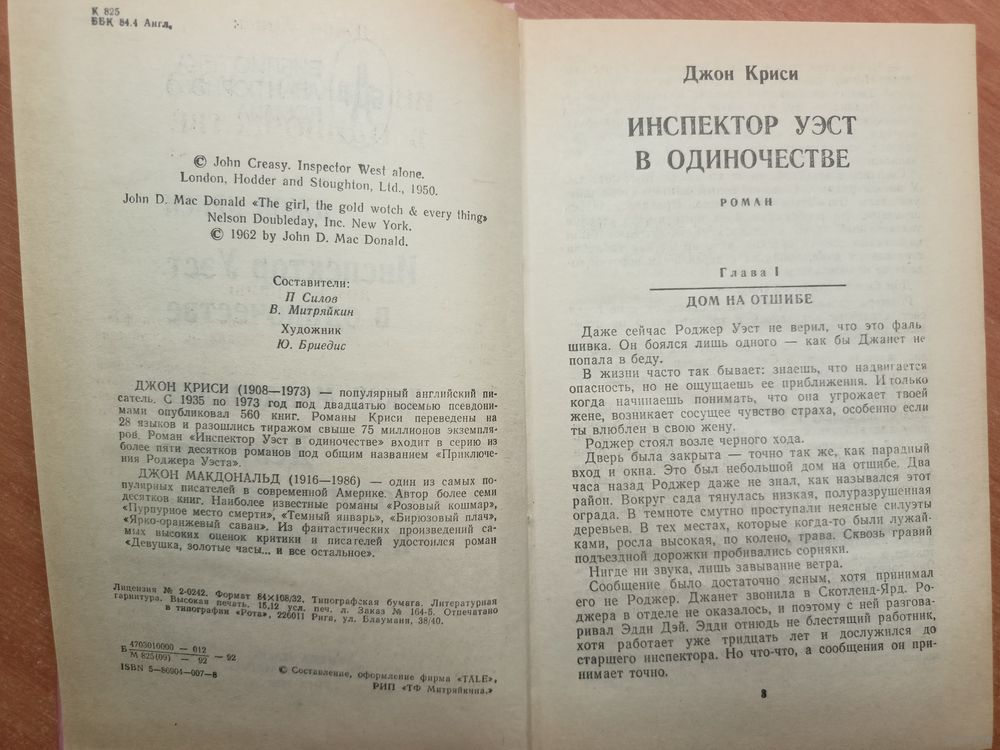 К 825
ББК 84.4 Англ.
© John Creasy. Inspector West alone.
London, Hodder and Stoughton, Ltd., 1950.
John D. Mac Donald «The girl, the gold wotch & every thing»
Nelson Doubleday, Inc. New York.
© 1962 by John D. Mac Donald.
Составители:
П Силов
В. Митряйкин
Художник
Ю. Бриедис
ДЖОН КРИСИ (1908—1973) — популярный английский пи-
сатель. С 1935 по 1973 год под двадцатью восемью псевдони-
мами опубликовал 560 книг. Романы Криси переведены на
28 языков и разошлись тиражом свыше 75 миллионов экземпля-
ров. Роман «Инспектор Уэст в одиночестве» входит в серию из
более пяти десятков романов под общим названием «Приключе-
ния Роджера Уэста».
ДЖОН МАКДОНАЛЬД (1916—1986) — один из самых по-
пулярных писателей в современной Америке. Автор более семи
десятков книг. Наиболее известные романы «Розовый кошмар»,
«Пурпурное место смерти», «Темный январь», «Бирюзовый плач»,
«Ярко-оранжевый саван». Из фантастических произведений са-
мых высоких оценок критики и писателей удостоился роман
«Девушка, золотые часы... и все остальное».
Лицензия № 2-0242. Формат 84×108/32. Типографская бумага. Литературная
гарнитура. Высокая печать. 15,12 усл. печ. л. Заказ № 164-5. Отпечатано
в типографии «Рота», 226011 Рига, ул. Блауманя, 38/40.
Б 4703010000 — 012
М 825(09) — 92 — 92
ISBN 5—86904—007—8
© Составление, оформление фирма «TALE»,
РИП «ТФ Митряйкина.»
Джон Криси
ИНСПЕКТОР УЭСТ
В ОДИНОЧЕСТВЕ
РОМАН
Глава I
ДОМ НА ОТШИБЕ
Даже сейчас Роджер Уэст не верил, что это фаль
шивка. Он боялся лишь одного — как бы Джанет не
попала в беду.
В жизни часто так бывает: знаешь, что надвигается
опасность, но не ощущаешь ее приближения. И только
когда начинаешь понимать, что она угрожает твоей
жене, возникает сосущее чувство страха, особенно если
ты влюблен в свою жену.
Роджер стоял возле черного хода.
Дверь была закрыта — точно так же, как парадный
вход и окна. Это был небольшой дом на отшибе. Два
часа назад Роджер даже не знал, как назывался этот
район. Вокруг сада тянулась низкая, полуразрушенная
ограда. В темноте смутно проступали неясные силуэты
деревьев. В тех местах, которые когда-то были лужай-
ками, росла высокая, по колено, трава. Сквозь гравий
подъездной дорожки пробивались сорняки.
Нигде ни звука, лишь завывание ветра.
Сообщение было достаточно ясным, хотя принимал
его не Роджер. Джанет звонила в Скотленд-Ярд. Ро-
джера в отделе не оказалось, и поэтому с ней разгова-
ривал Эдди Дэй. Эдди отнюдь не блестящий работник,
хотя работает уже тридцать лет и дослужился до
старшего инспектора. Но что-что, а сообщения он при-
нимает точно.
3